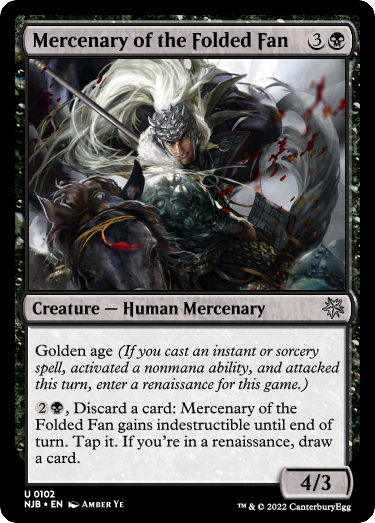 Mercenary of the Folded Fan 3
Creature — Human Mercenary
Golden age (If you cast an instant or sorcery
spell, activated a nonmana ability, and attacked
this turn, enter a renaissance for this game.)
2, Discard a card: Mercenary of the
Folded Fan gains indestructible until end of
turn. Tap it. If you're in a renaissance, draw
a card.
4/3
U 0102
NJB • EN Amber Ye
™ & © 2022 CanterburyEgg